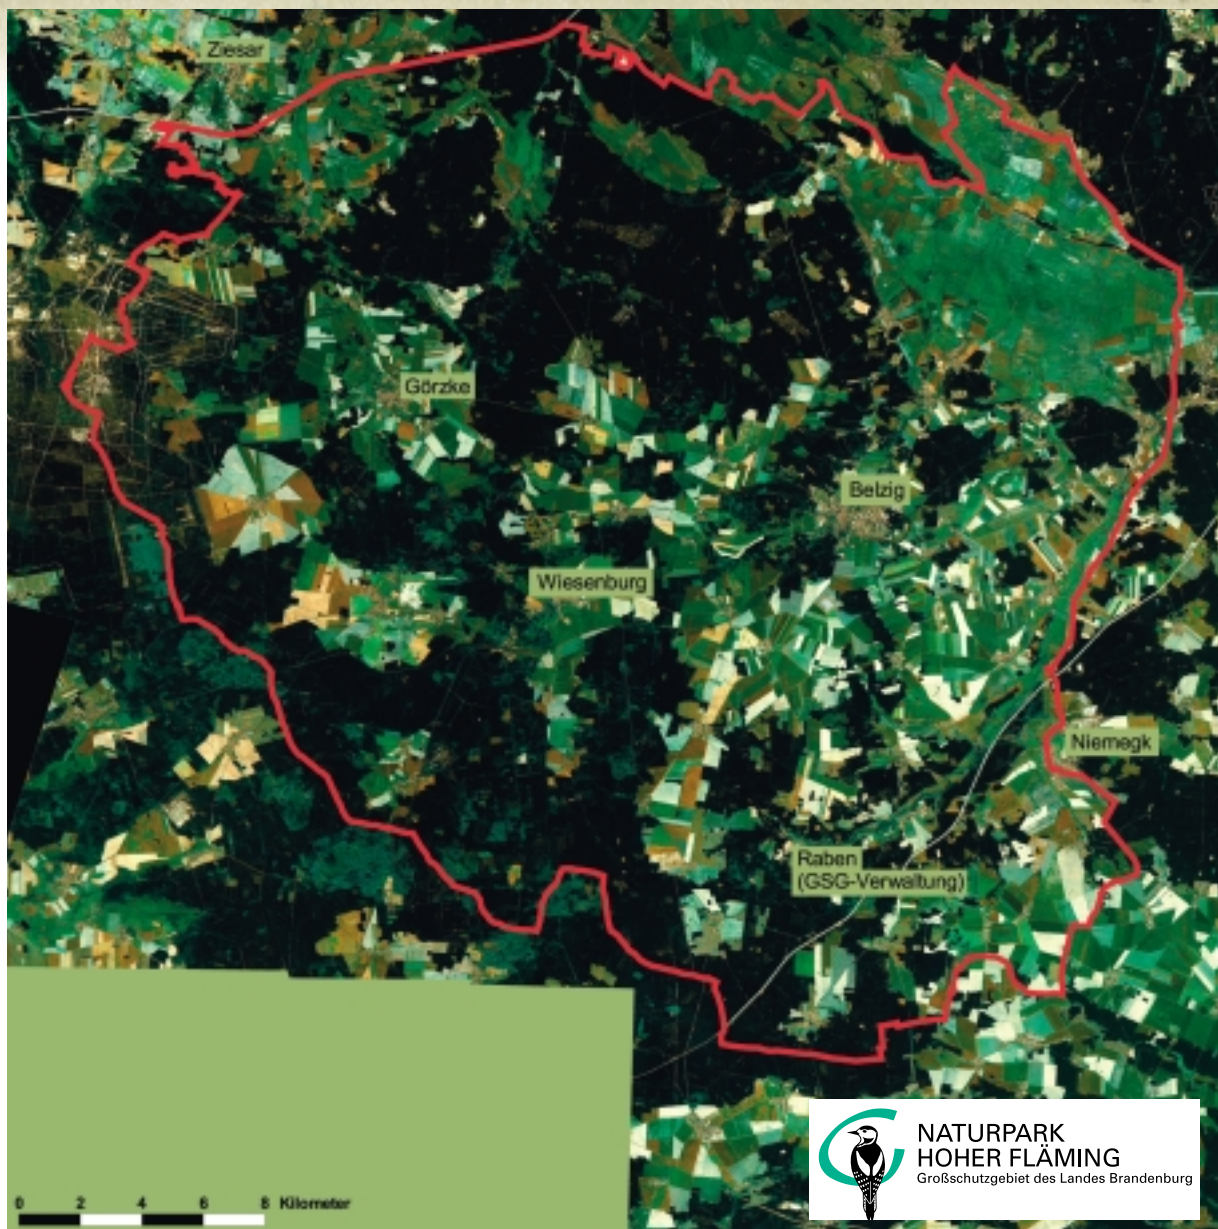 Ziesar
Görzke
Belzig
Wiesenburg
Niemegk
Raben
(GSG-Verwaltung)
NATURPARK
HOHER FLÄMING
Großschutzgebiet des Landes Brandenburg
0 2 4 6 8 Kilometer